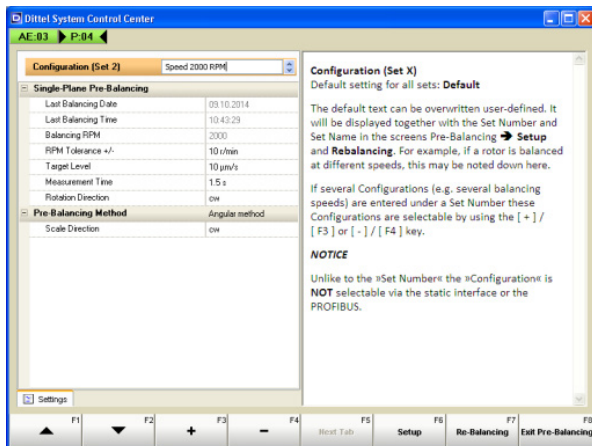 Dittel System Control Center
AE:03 P:04
Configuration (Set 2) Speed 2000 RPM
Single-Plane Pre-Balancing
Last Balancing Date 09.10.2014
Last Balancing Time 10:43:29
Balancing RPM 2000
RPM Tolerance +/- 10 r/min
Target Level 10 µm/s
Measurement Time 1.5 s
Rotation Direction cw
Pre-Balancing Method Angular method
Scale Direction cw
Settings
Configuration (Set X)
Default setting for all sets: Default
The default text can be overwritten user-defined. It
will be displayed together with the Set Number and
Set Name in the screens Pre-Balancing ➔ Setup
and Rebalancing. For example, if a rotor is balanced
at different speeds, this may be noted down here.
If several Configurations (e.g. several balancing
speeds) are entered under a Set Number these
Configurations are selectable by using the [ + ] /
[ F3 ] or [ - ] / [ F4 ] key.
NOTICE
Unlike to the »Set Number« the »Configuration« is
NOT selectable via the static interface or the
PROFIBUS.
F1 F2 F3 F4 F5 F6 F7 F8
+ - Next Tab Setup Re-Balancing Exit Pre-Balancing